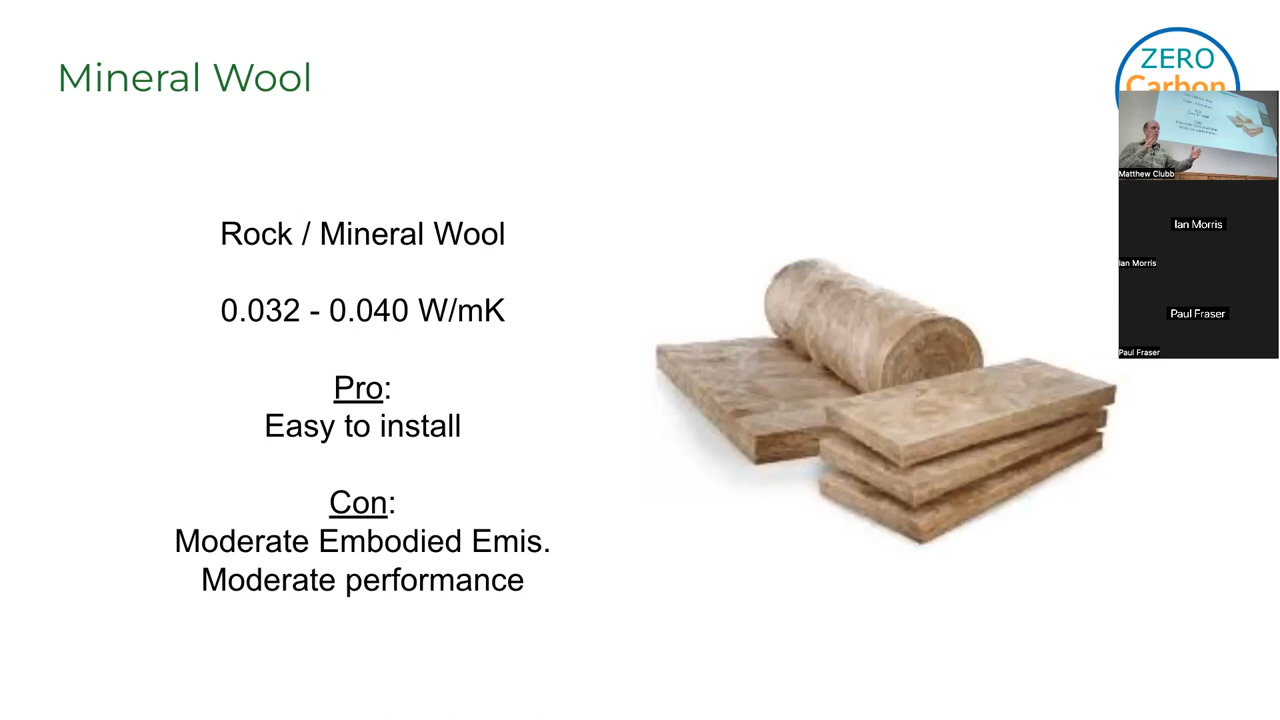 Mineral Wool
ZERO
Carbon
Rock / Mineral Wool
0.032 - 0.040 W/mK
Pro:
Easy to install
Con:
Moderate Embodied Emis.
Moderate performance
Matthew Clubb
Ian Morris
Ian Morris
Paul Fraser
Paul Fraser